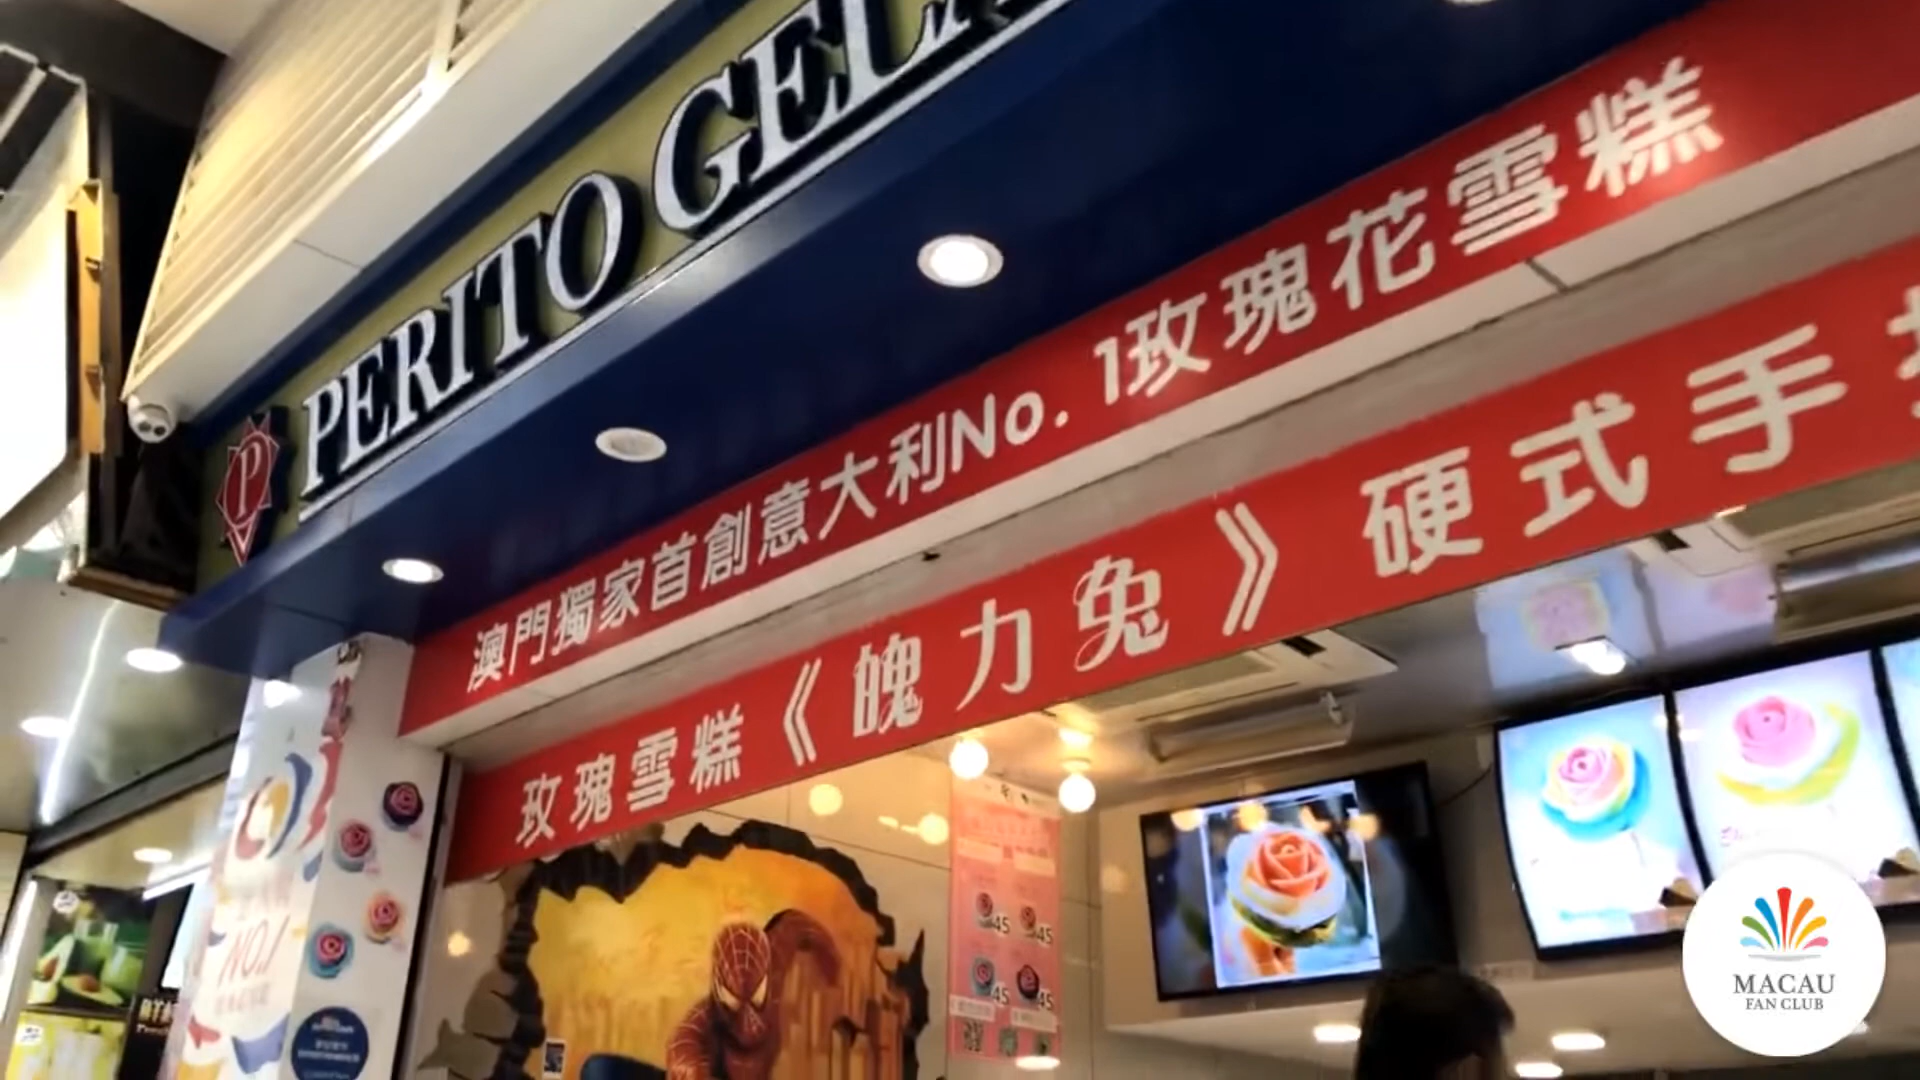 PERITO GEL
P
澳門獨家首創意大利No.1玫瑰花雪糕
玫瑰雪糕《魄力兔》硬式手
NO.1
45 45
45 45
MACAU
FAN CLUB